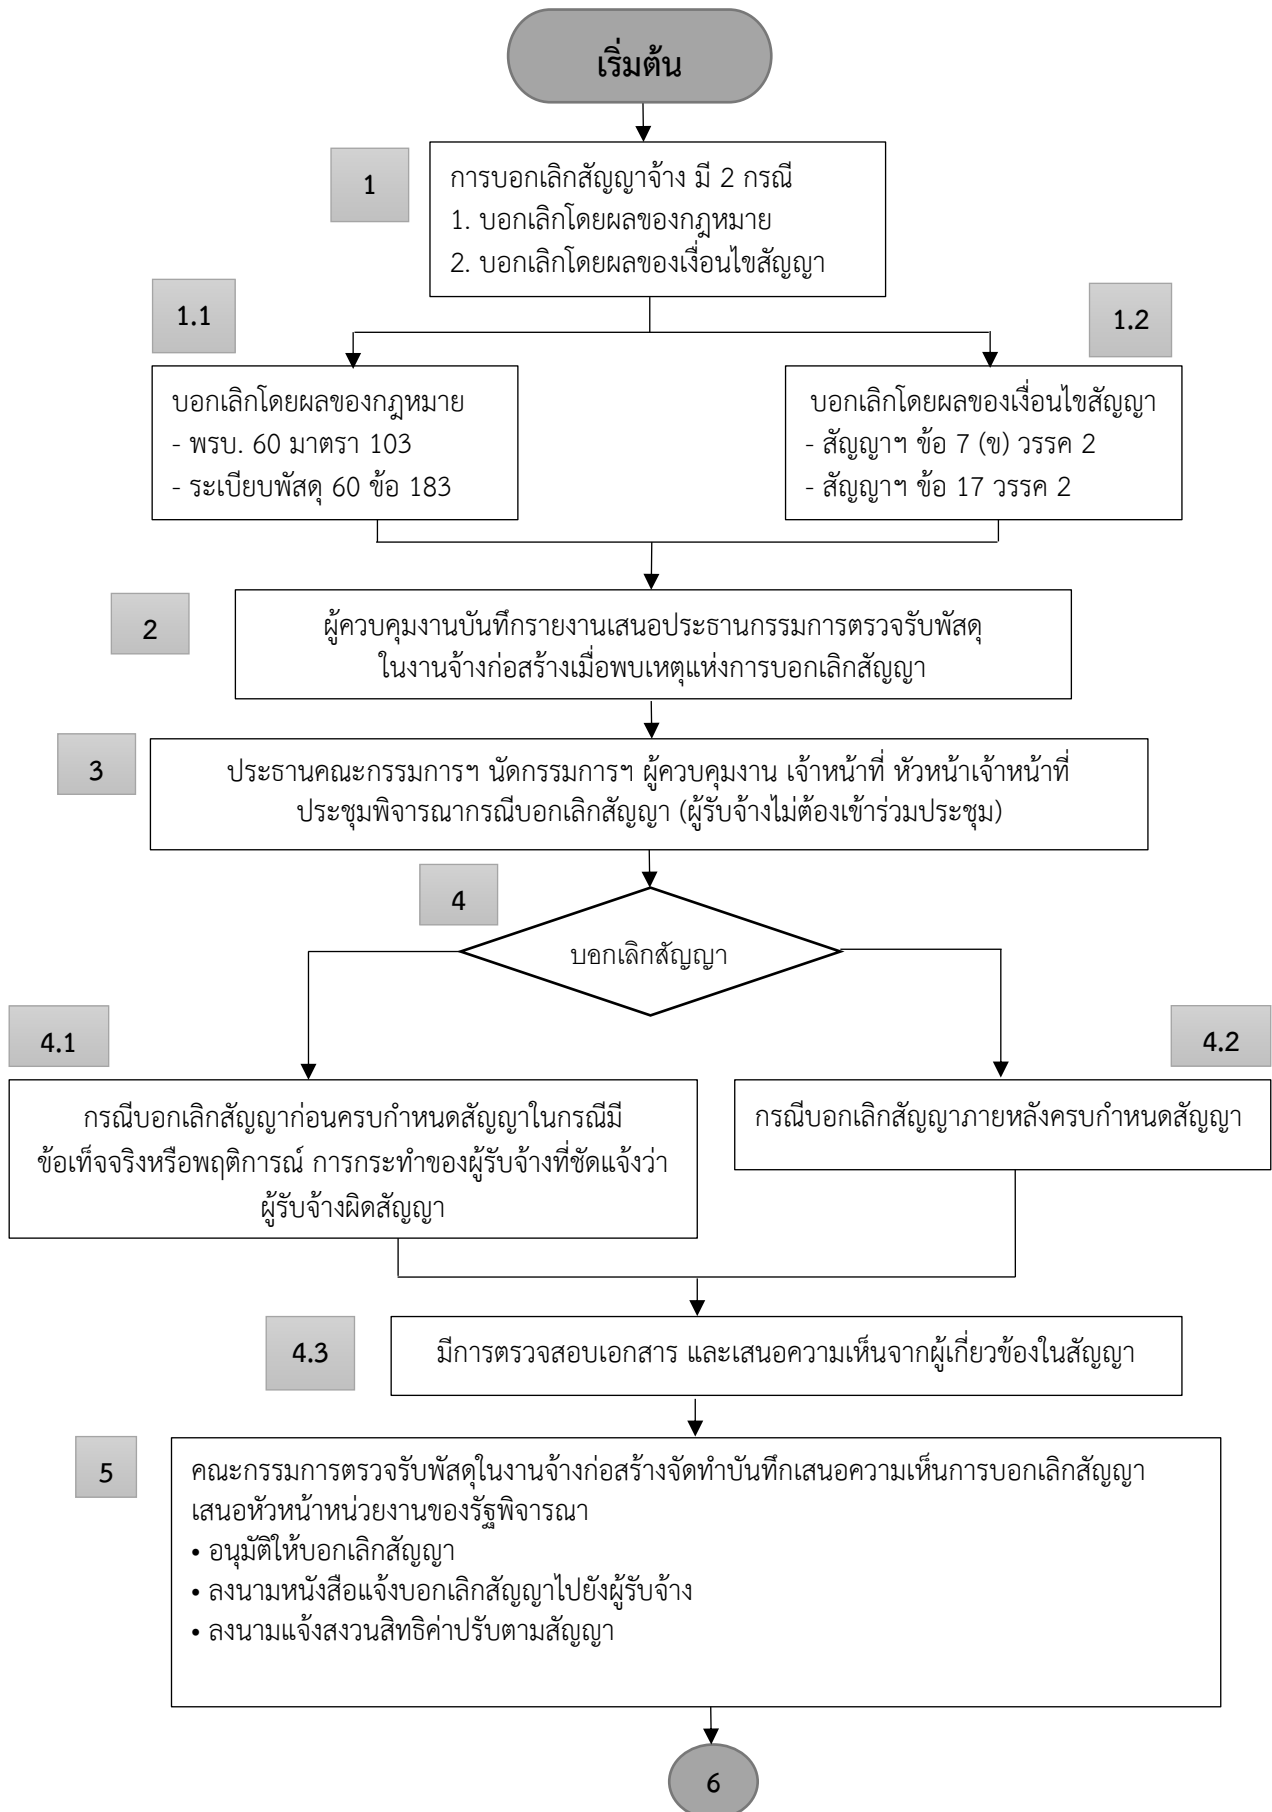 เริ่มต้น
1
การบอกเลิกสัญญาจ้าง มี 2 กรณี
1. บอกเลิกโดยผลของกฎหมาย
2. บอกเลิกโดยผลของเงื่อนไขสัญญา
1.1
บอกเลิกโดยผลของกฎหมาย
- พรบ. 60 มาตรา 103
- ระเบียบพัสดุ 60 ข้อ 183
1.2
บอกเลิกโดยผลของเงื่อนไขสัญญา
- สัญญาฯ ข้อ 7 (ข) วรรค 2
- สัญญาฯ ข้อ 17 วรรค 2
2
ผู้ควบคุมงานบันทึกรายงานเสนอประธานกรรมการตรวจรับพัสดุ
ในงานจ้างก่อสร้างเมื่อพบเหตุแห่งการบอกเลิกสัญญา
3
ประธานคณะกรรมการฯ นัดกรรมการฯ ผู้ควบคุมงาน เจ้าหน้าที่ หัวหน้าเจ้าหน้าที่
ประชุมพิจารณากรณีบอกเลิกสัญญา (ผู้รับจ้างไม่ต้องเข้าร่วมประชุม)
4
บอกเลิกสัญญา
4.1
กรณีบอกเลิกสัญญาก่อนครบกำหนดสัญญาในกรณีมี
ข้อเท็จจริงหรือพฤติการณ์ การกระทำของผู้รับจ้างที่ชัดแจ้งว่า
ผู้รับจ้างผิดสัญญา
4.2
กรณีบอกเลิกสัญญาภายหลังครบกำหนดสัญญา
4.3
มีการตรวจสอบเอกสาร และเสนอความเห็นจากผู้เกี่ยวข้องในสัญญา
5
คณะกรรมการตรวจรับพัสดุในงานจ้างก่อสร้างจัดทำบันทึกเสนอความเห็นการบอกเลิกสัญญา
เสนอหัวหน้าหน่วยงานของรัฐพิจารณา
• อนุมัติให้บอกเลิกสัญญา
• ลงนามหนังสือแจ้งบอกเลิกสัญญาไปยังผู้รับจ้าง
• ลงนามแจ้งสงวนสิทธิค่าปรับตามสัญญา
6